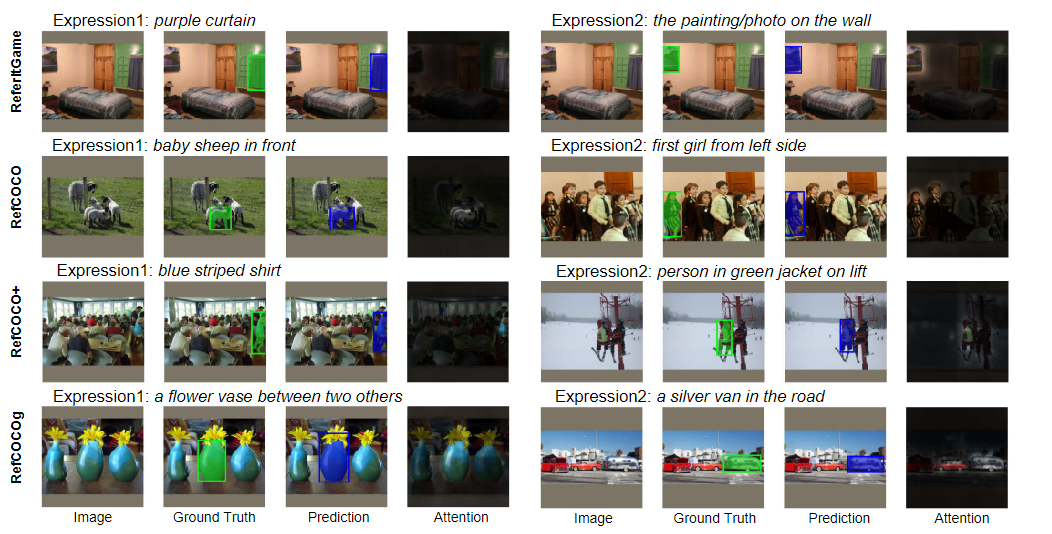 Expression1: purple curtain
Expression2: the painting/photo on the wall
ReferItGame
Expression1: baby sheep in front
Expression2: first girl from left side
RefCOCO
Expression1: blue striped shirt
Expression2: person in green jacket on lift
RefCOCO+
Expression1: a flower vase between two others
Expression2: a silver van in the road
RefCOCOg
Image Ground Truth Prediction Attention Image Ground Truth Prediction Attention